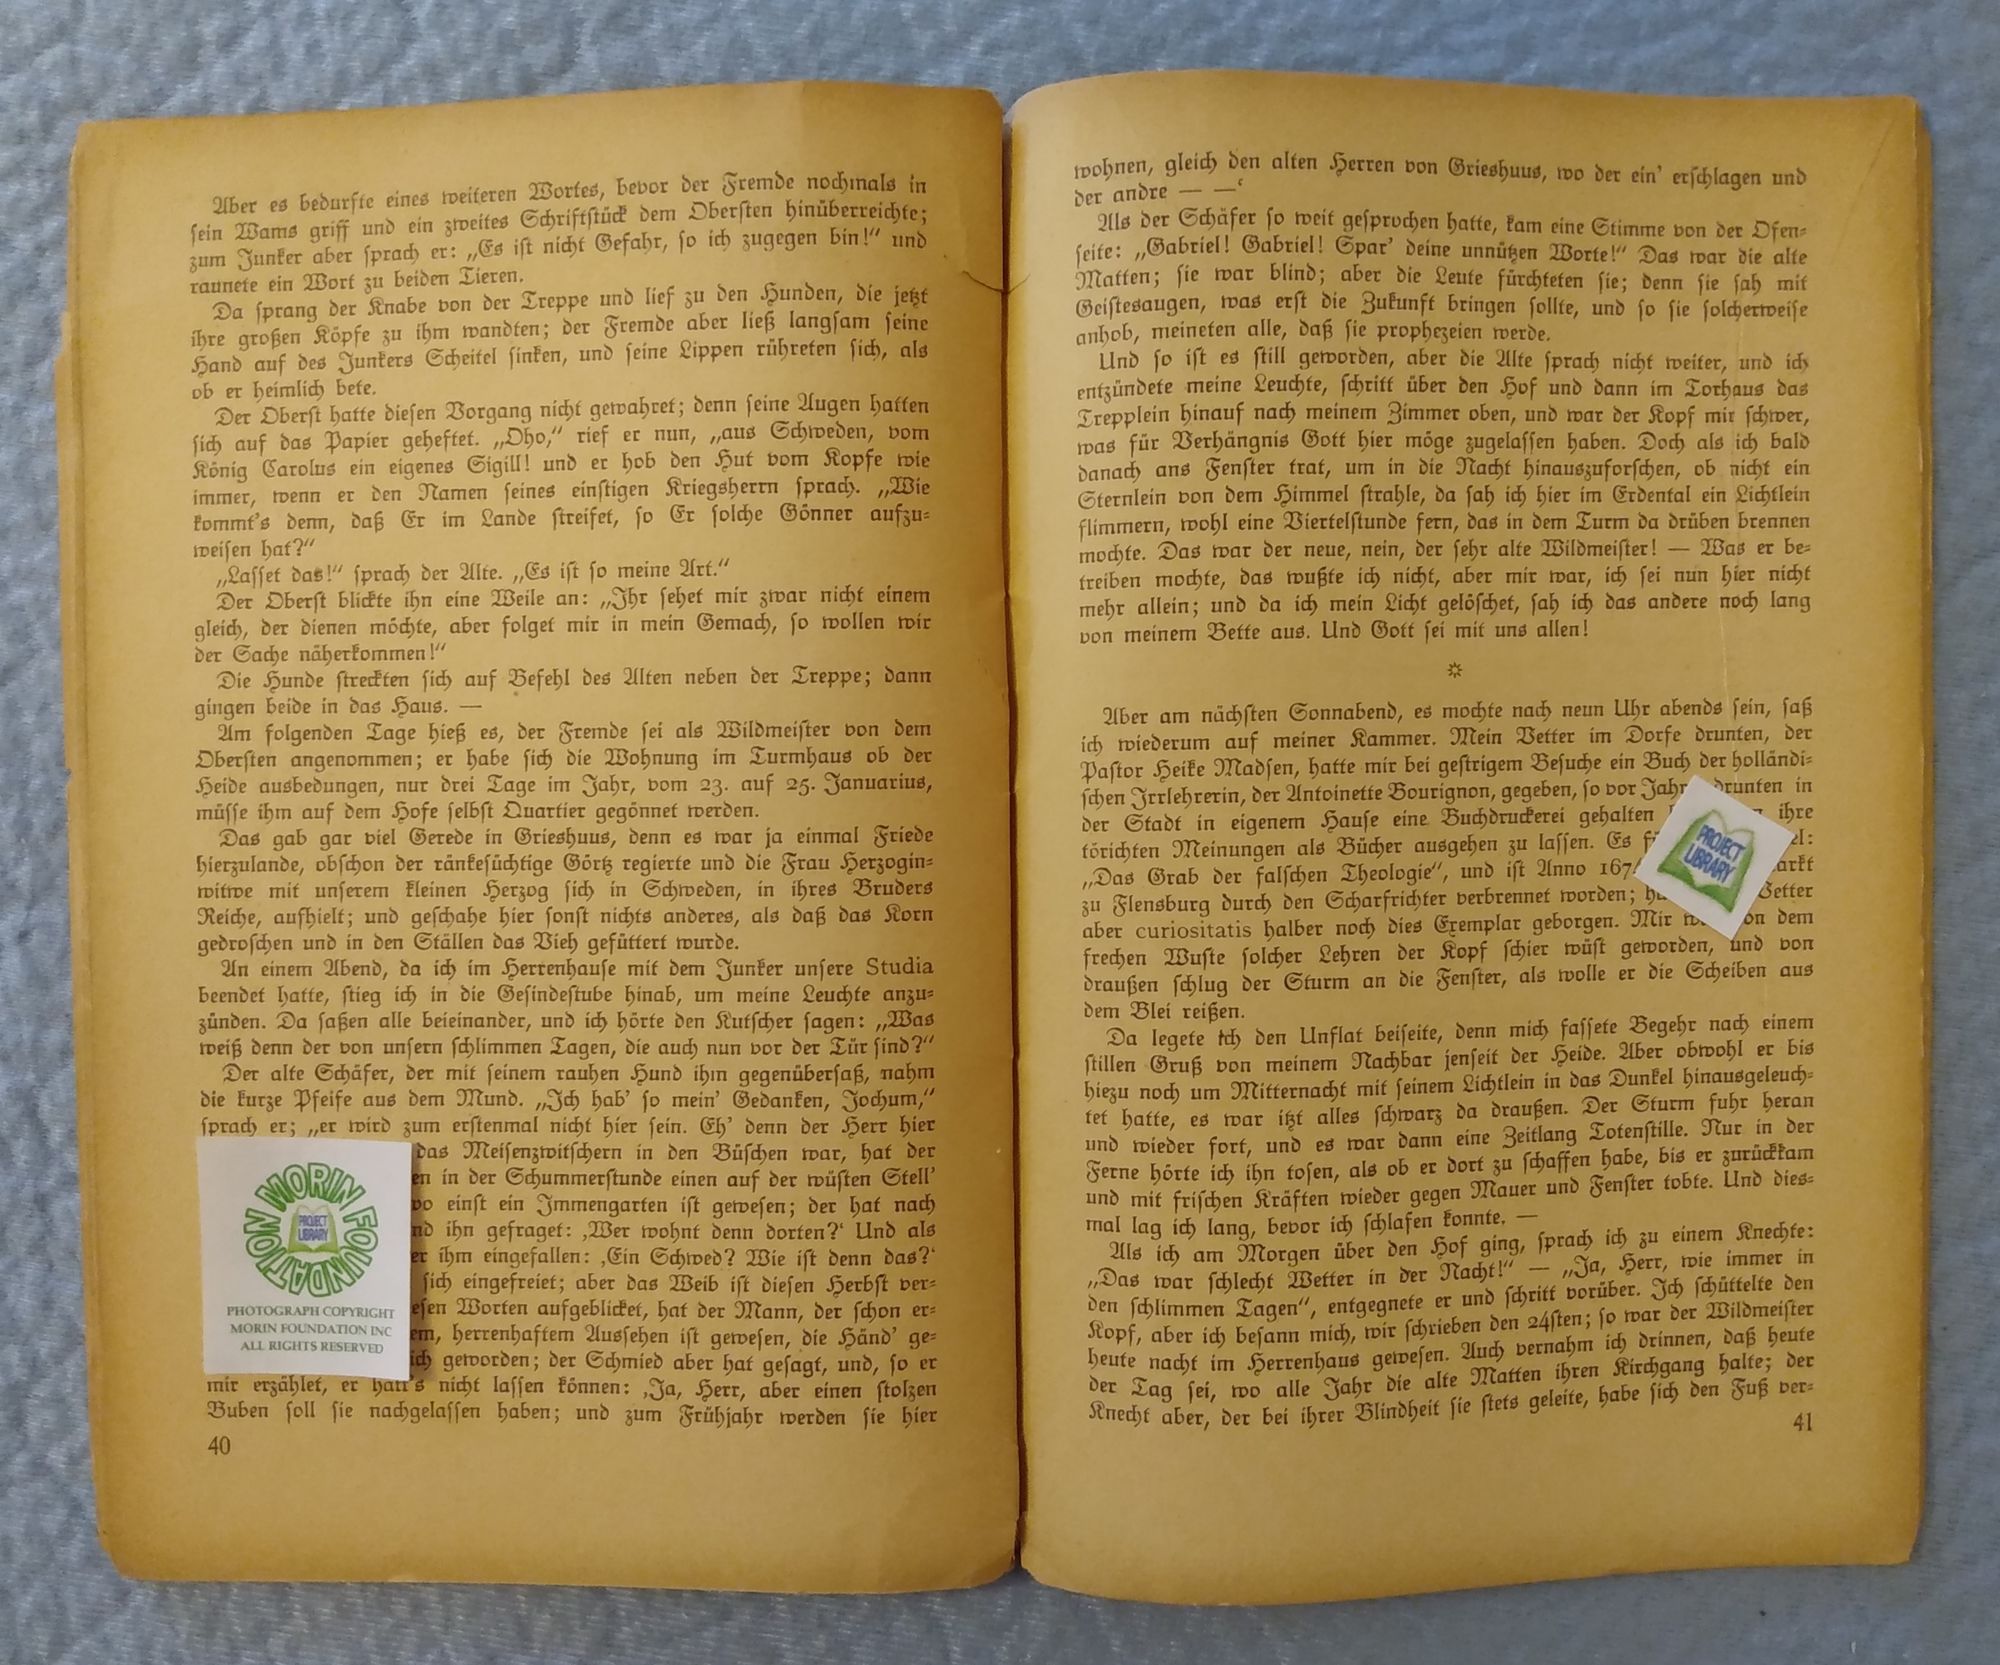 Aber es bedurfte eines weiteren Wortes, bevor der Fremde nochmals in
sein Wams griff und ein zweites Schriftstück dem Obersten hinüberreichte;
zum Junker aber sprach er: „Es ist nicht Gefahr, so ich zugegen bin!“ und
raunete ein Wort zu beiden Tieren.
Da sprang der Knabe von der Treppe und lief zu den Hunden, die jetzt
ihre großen Köpfe zu ihm wandten; der Fremde aber ließ langsam seine
Hand auf des Junkers Scheitel sinken, und seine Lippen rühreten sich, als
ob er heimlich bete.
Der Oberst hatte diesen Vorgang nicht gewahret; denn seine Augen hatten
sich auf das Papier geheftet. „Oho,“ rief er nun, „aus Schweden, vom
König Carolus ein eigenes Sigill! und er hob den Hut vom Kopfe wie
immer, wenn er den Namen seines einstigen Kriegsherrn sprach. „Wie
kommt's denn, daß Er im Lande streifet, so Er solche Gönner aufzu-
weisen hat?“
„Lasset das!“ sprach der Alte. „Es ist so meine Art.“
Der Oberst blickte ihn eine Weile an: „Ihr sehet mir zwar nicht einem
gleich, der dienen möchte, aber folget mir in mein Gemach, so wollen wir
der Sache näherkommen!“
Die Hunde streckten sich auf Befehl des Alten neben der Treppe; dann
gingen beide in das Haus. —
Am folgenden Tage hieß es, der Fremde sei als Wildmeister von dem
Obersten angenommen; er habe sich die Wohnung im Turmhaus ob der
Heide ausbedungen, nur drei Tage im Jahr, vom 23. auf 25. Januarius,
müsse ihm auf dem Hofe selbst Quartier gegönnet werden.
Das gab gar viel Gerede in Grieshuus, denn es war ja einmal Friede
hierzulande, obschon der ränkesüchtige Görtz regierte und die Frau Herzogin-
witwe mit unserem kleinen Herzog sich in Schweden, in ihres Bruders
Reiche, aufhielt; und geschahe hier sonst nichts anderes, als daß das Korn
gedroschen und in den Ställen das Vieh gefüttert wurde.
An einem Abend, da ich im Herrenhause mit dem Junker unsere Studia
beendet hatte, stieg ich in die Gesindestube hinab, um meine Leuchte anzu-
zünden. Da saßen alle beieinander, und ich hörte den Kutscher sagen: „Was
weiß denn der von unsern schlimmen Tagen, die auch nun vor der Tür sind?“
Der alte Schäfer, der mit seinem rauhen Hund ihm gegenübersaß, nahm
die kurze Pfeife aus dem Mund. „Ich hab' so mein' Gedanken, Jochum,“
sprach er; „er wird zum erstenmal nicht hier sein. Eh' denn der Herr hier
das Meisenzwitschern in den Büschen war, hat der
in der Schummerstunde einen auf der wüsten Stell'
wo einst ein Immengarten ist gewesen; der hat nach
ihn gefraget: ‚Wer wohnt denn dorten?‘ Und als
ihm eingefallen: ‚Ein Schwed? Wie ist denn das?‘
sich eingefreiet; aber das Weib ist diesen Herbst ver-
Worten aufgeblicket, hat der Mann, der schon er-
herrenhaftem Aussehen ist gewesen, die Händ' ge-
geworden; der Schmied aber hat gesagt, und, so er
mir erzählet, er hätt's nicht lassen können: ‚Ja, Herr, aber einen stolzen
Buben soll sie nachgelassen haben; und zum Frühjahr werden sie hier
40
MORIN FOUNDATION
PROJECT
LIBRARY
PHOTOGRAPH COPYRIGHT
MORIN FOUNDATION INC
ALL RIGHTS RESERVED
wohnen, gleich den alten Herren von Grieshuus, wo der ein' erschlagen und
der andre — —‘
Als der Schäfer so weit gesprochen hatte, kam eine Stimme von der Ofen-
seite: „Gabriel! Gabriel! Spar' deine unnützen Worte!“ Das war die alte
Matten; sie war blind; aber die Leute fürchteten sie; denn sie sah mit
Geistesaugen, was erst die Zukunft bringen sollte, und so sie solcherweise
anhob, meineten alle, daß sie prophezeien werde.
Und so ist es still geworden, aber die Alte sprach nicht weiter, und ich
entzündete meine Leuchte, schritt über den Hof und dann im Torhaus das
Trepplein hinauf nach meinem Zimmer oben, und war der Kopf mir schwer,
was für Verhängnis Gott hier möge zugelassen haben. Doch als ich bald
danach ans Fenster trat, um in die Nacht hinauszuforschen, ob nicht ein
Sternlein von dem Himmel strahle, da sah ich hier im Erdental ein Lichtlein
flimmern, wohl eine Viertelstunde fern, das in dem Turm da drüben brennen
mochte. Das war der neue, nein, der sehr alte Wildmeister! — Was er be-
treiben mochte, das wußte ich nicht, aber mir war, ich sei nun hier nicht
mehr allein; und da ich mein Licht gelöschet, sah ich das andere noch lang
von meinem Bette aus. Und Gott sei mit uns allen!
Aber am nächsten Sonnabend, es mochte nach neun Uhr abends sein, saß
ich wiederum auf meiner Kammer. Mein Vetter im Dorfe drunten, der
Pastor Heike Madsen, hatte mir bei gestrigem Besuche ein Buch der holländi-
schen Irrlehrerin, der Antoinette Bourignon, gegeben, so vor Jahr drunten in
der Stadt in eigenem Hause eine Buchdruckerei gehalten ihre
törichten Meinungen als Bücher ausgehen zu lassen. Es
„Das Grab der falschen Theologie“, und ist Anno
zu Flensburg durch den Scharfrichter verbrennet worden; Vetter
aber curiositatis halber noch dies Exemplar geborgen. Mir von dem
frechen Wuste solcher Lehren der Kopf schier wüst geworden, und von
draußen schlug der Sturm an die Fenster, als wolle er die Scheiben aus
dem Blei reißen.
Da legete ich den Unflat beiseite, denn mich fassete Begehr nach einem
stillen Gruß von meinem Nachbar jenseit der Heide. Aber obwohl er bis
hiezu noch um Mitternacht mit seinem Lichtlein in das Dunkel hinausgeleuch-
tet hatte, es war itzt alles schwarz da draußen. Der Sturm fuhr heran
und wieder fort, und es war dann eine Zeitlang Totenstille. Nur in der
Ferne hörte ich ihn tosen, als ob er dort zu schaffen habe, bis er zurückkam
und mit frischen Kräften wieder gegen Mauer und Fenster tobte. Und dies-
mal lag ich lang, bevor ich schlafen konnte. —
Als ich am Morgen über den Hof ging, sprach ich zu einem Knechte:
„Das war schlecht Wetter in der Nacht!“ — „Ja, Herr, wie immer in
den schlimmen Tagen“, entgegnete er und schritt vorüber. Ich schüttelte den
Kopf, aber ich besann mich, wir schrieben den 24sten; so war der Wildmeister
heute nacht im Herrenhaus gewesen. Auch vernahm ich drinnen, daß heute
der Tag sei, wo alle Jahr die alte Matten ihren Kirchgang halte; der
Knecht aber, der bei ihrer Blindheit sie stets geleite, habe sich den Fuß ver-
41
PROJECT
LIBRARY